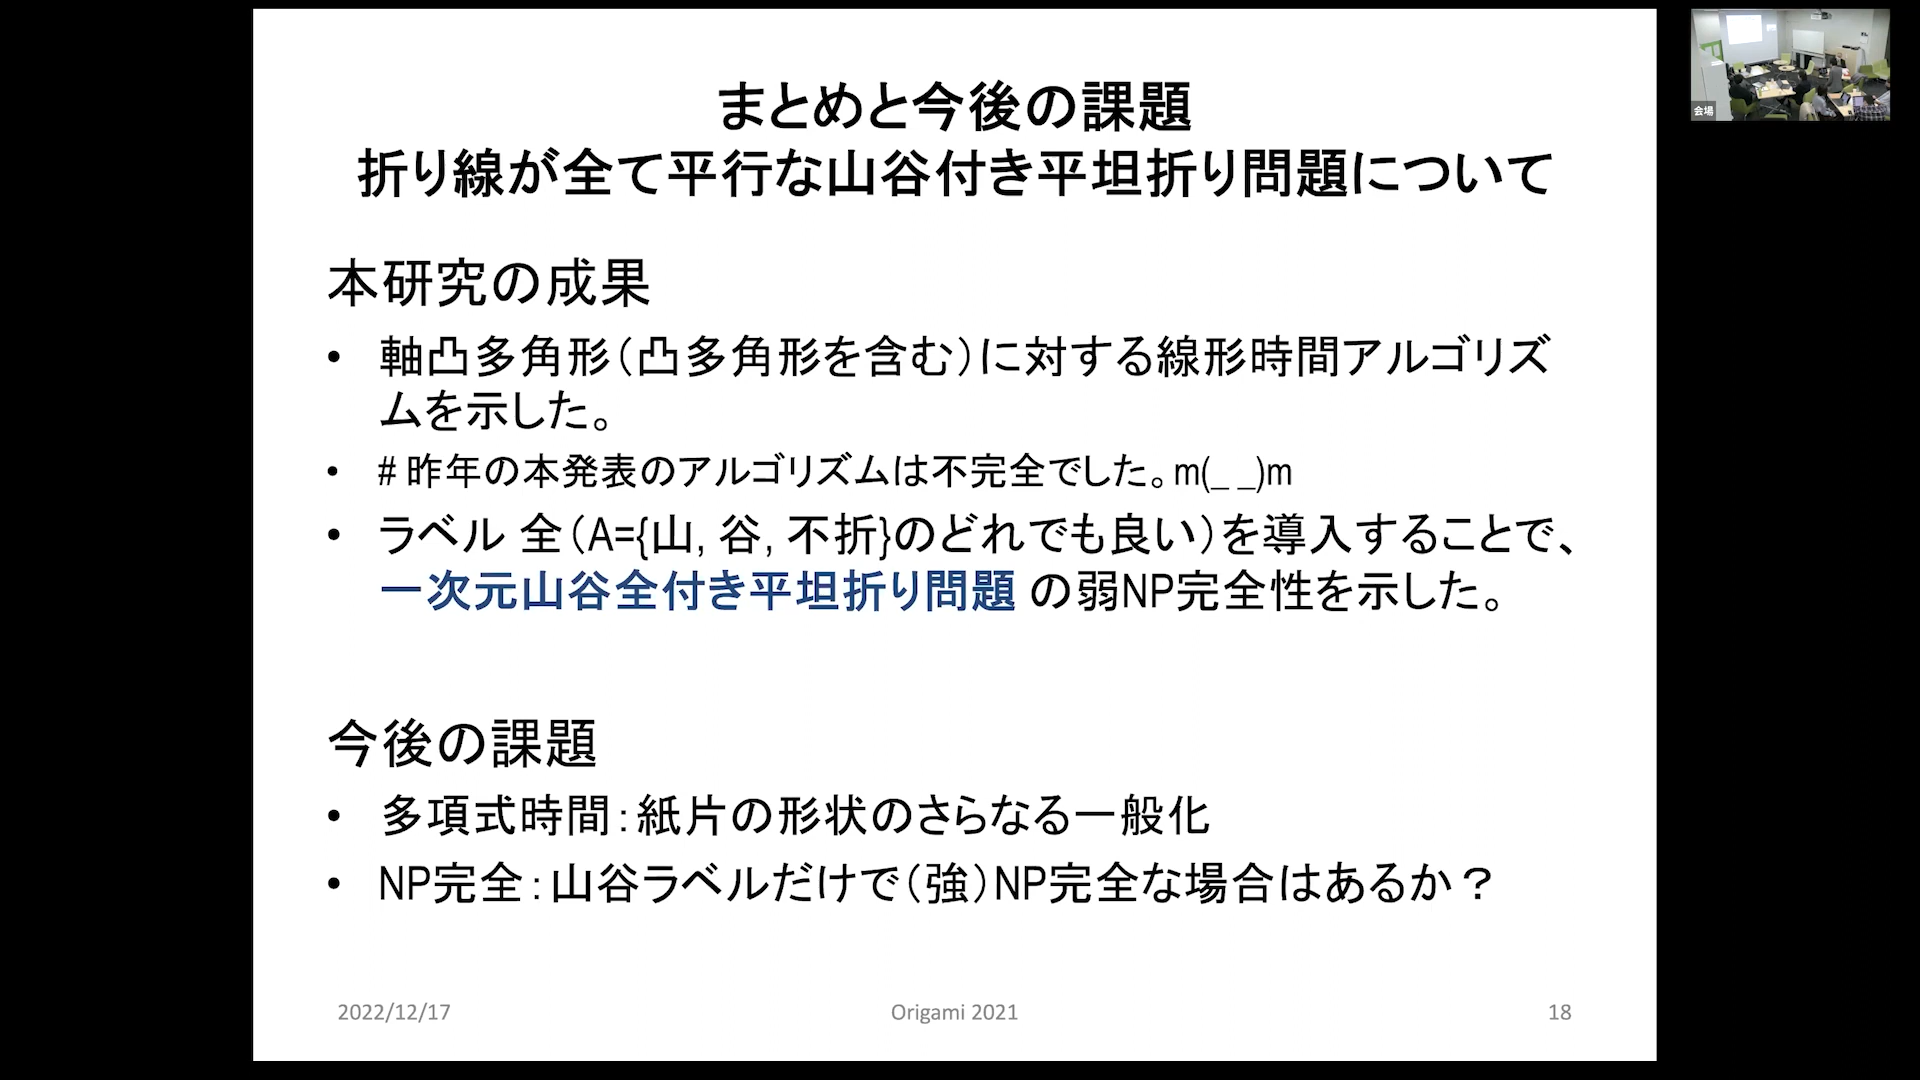 まとめと今後の課題
折り線が全て平行な山谷付き平坦折り問題について
本研究の成果
• 軸凸多角形（凸多角形を含む）に対する線形時間アルゴリズ
ムを示した。
• # 昨年の本発表のアルゴリズムは不完全でした。m(_ _)m
• ラベル 全（A={山, 谷, 不折}のどれでも良い）を導入することで、
一次元山谷全付き平坦折り問題 の弱NP完全性を示した。
今後の課題
• 多項式時間：紙片の形状のさらなる一般化
• NP完全：山谷ラベルだけで（強）NP完全な場合はあるか？
2022/12/17
Origami 2021
18
会場